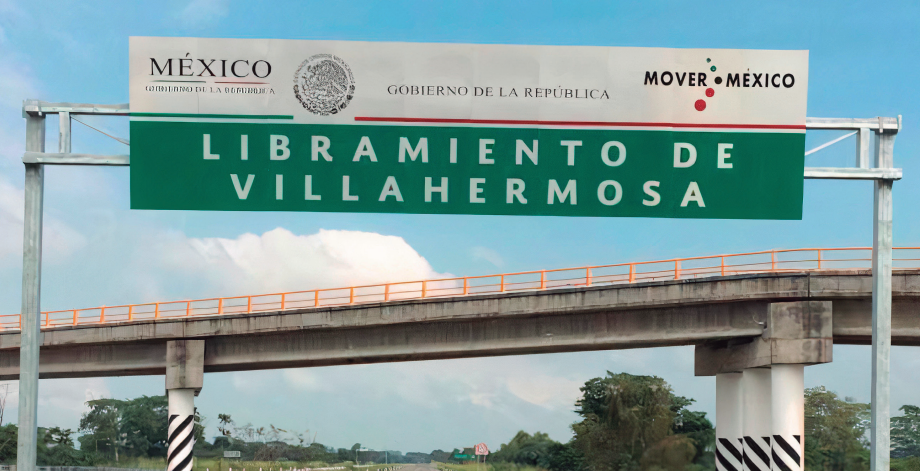 MÉXICO
GOBIERNO DE LA REPÚBLICA
GOBIERNO DE LA REPÚBLICA
MOVER MÉXICO
LIBRAMIENTO DE
VILLAHERMOSA